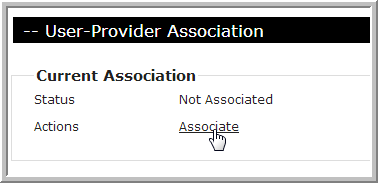 -- User-Provider Association
Current Association
Status Not Associated
Actions Associate